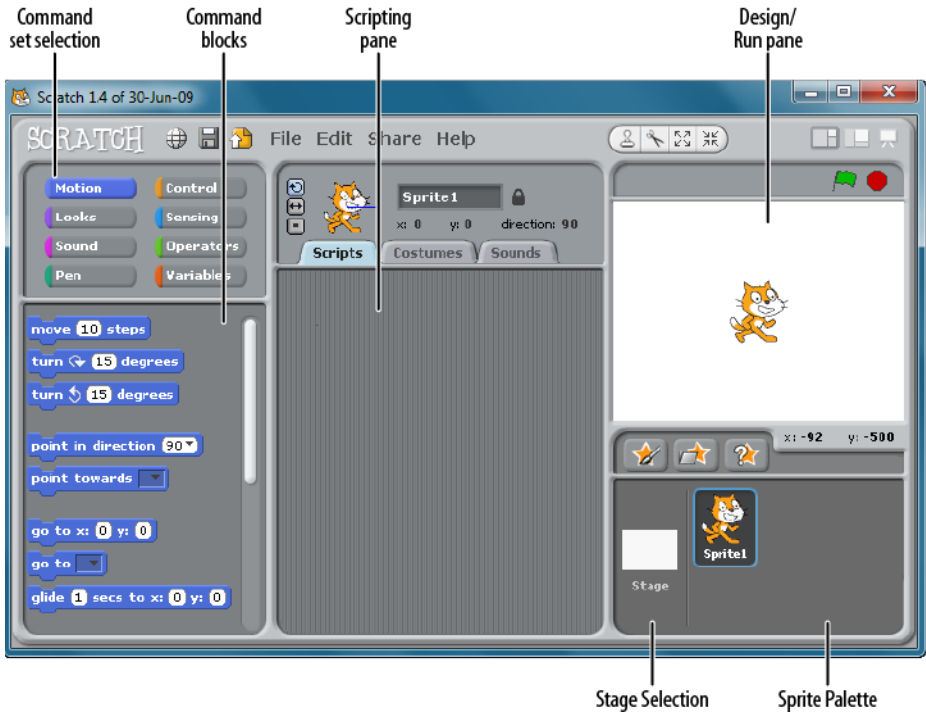 Command
set selection
Command
blocks
Scripting
pane
Design/
Run pane
Scratch 1.4 of 30-Jun-09
SCRATCH File Edit Share Help
Motion Control
Looks Sensing
Sound Operators
Pen Variables
Sprite1
x: 0 y: 0 direction: 90
Scripts Costumes Sounds
move 10 steps
turn 15 degrees
turn 15 degrees
point in direction 90
point towards
go to x: 0 y: 0
go to
glide 1 secs to x: 0 y: 0
x: -92 y: -500
Sprite1
Stage
Stage Selection
Sprite Palette